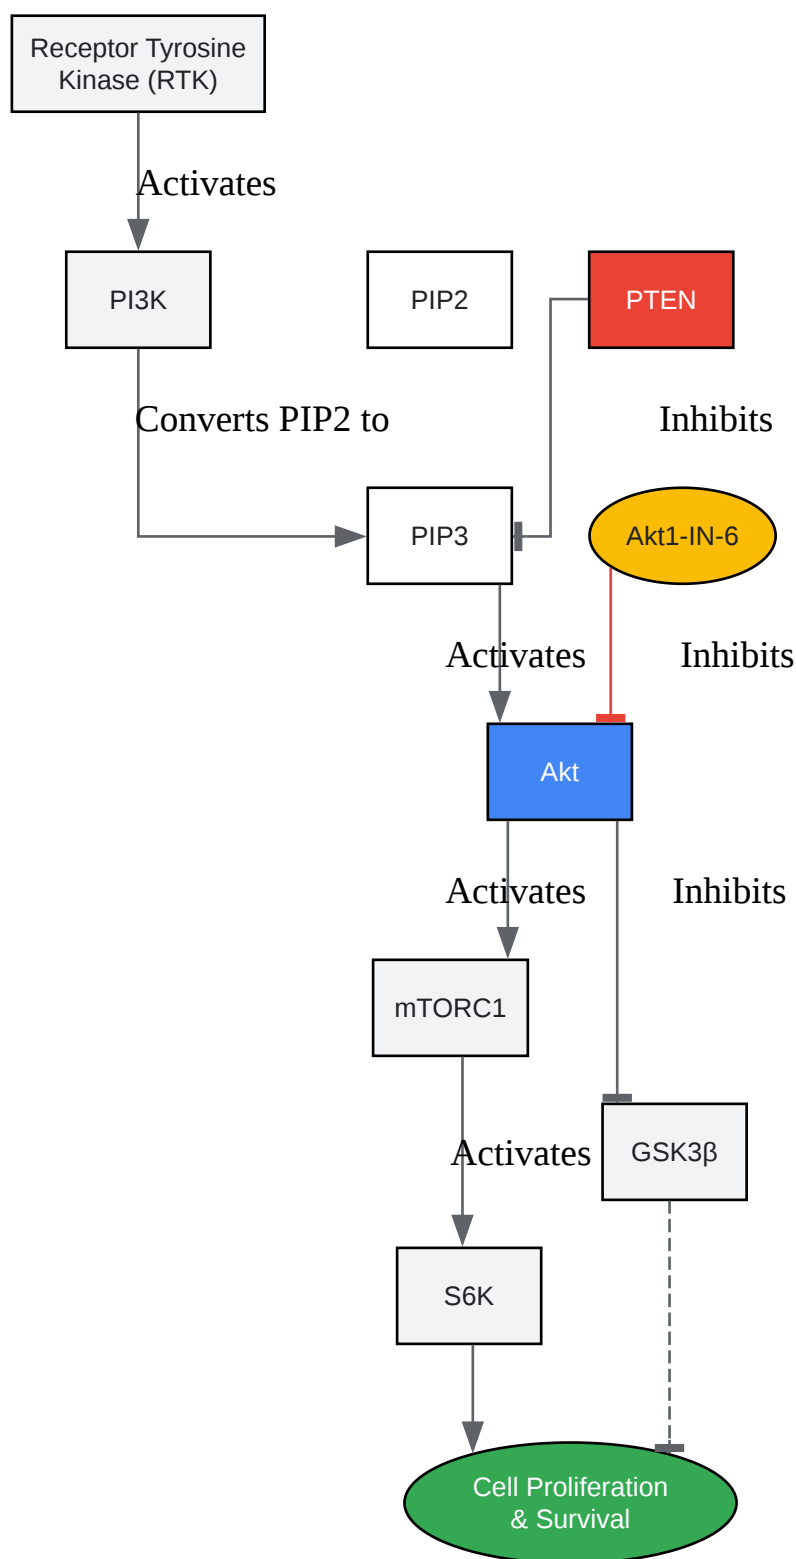 Receptor Tyrosine
Kinase (RTK)
Activates
PI3K
PIP2
PTEN
Converts PIP2 to
Inhibits
PIP3
Akt1-IN-6
Activates
Inhibits
Akt
Activates
Inhibits
mTORC1
Activates
GSK3β
S6K
Cell Proliferation
& Survival